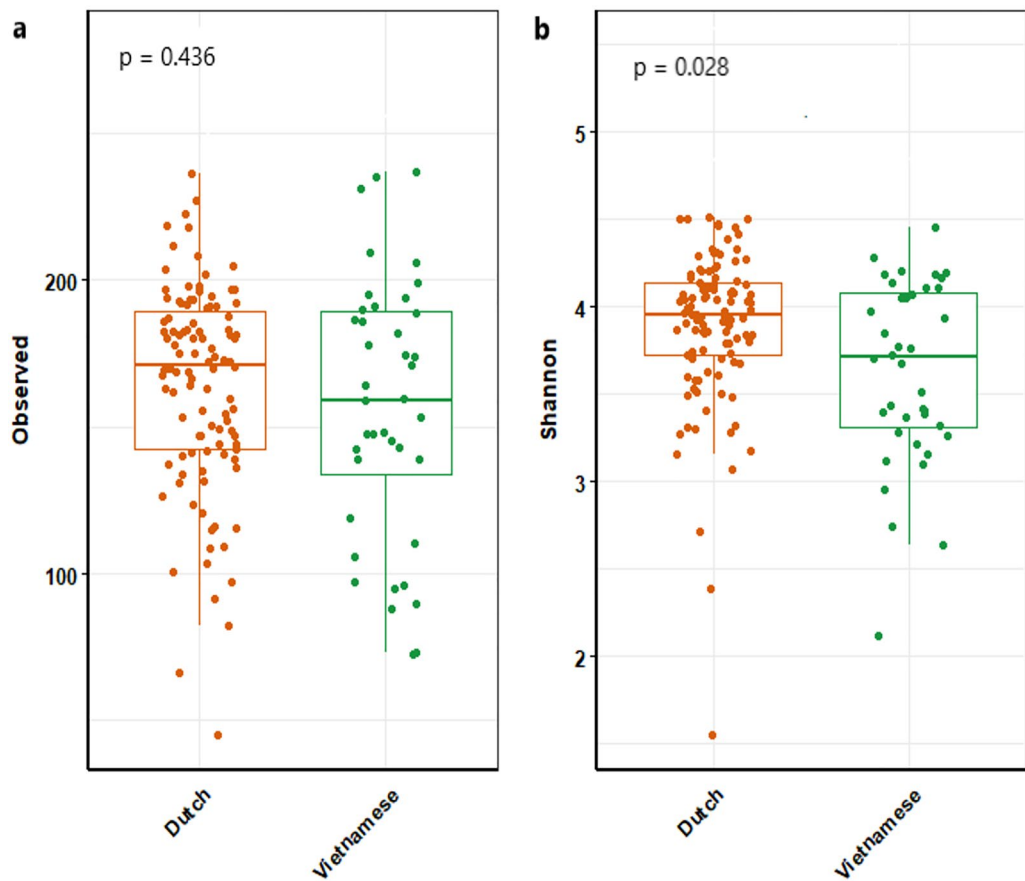 a
p = 0.436
Observed
200
100
Dutch
Vietnamese
b
p = 0.028
Shannon
5
4
3
2
Dutch
Vietnamese